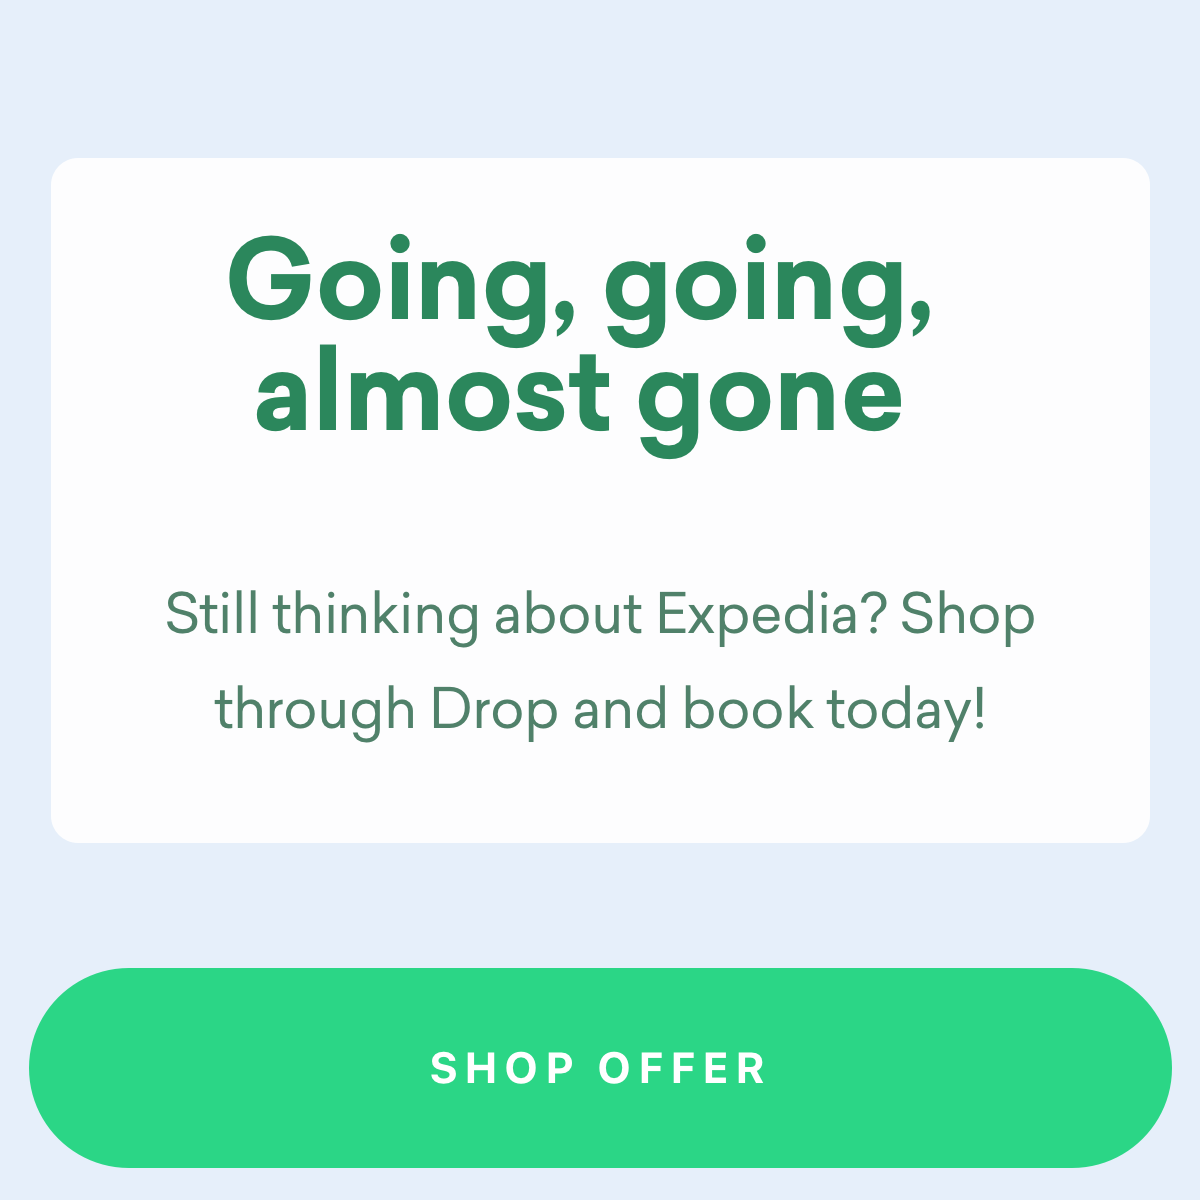 Going, going,
almost gone
Still thinking about Expedia? Shop
through Drop and book today!
SHOP OFFER